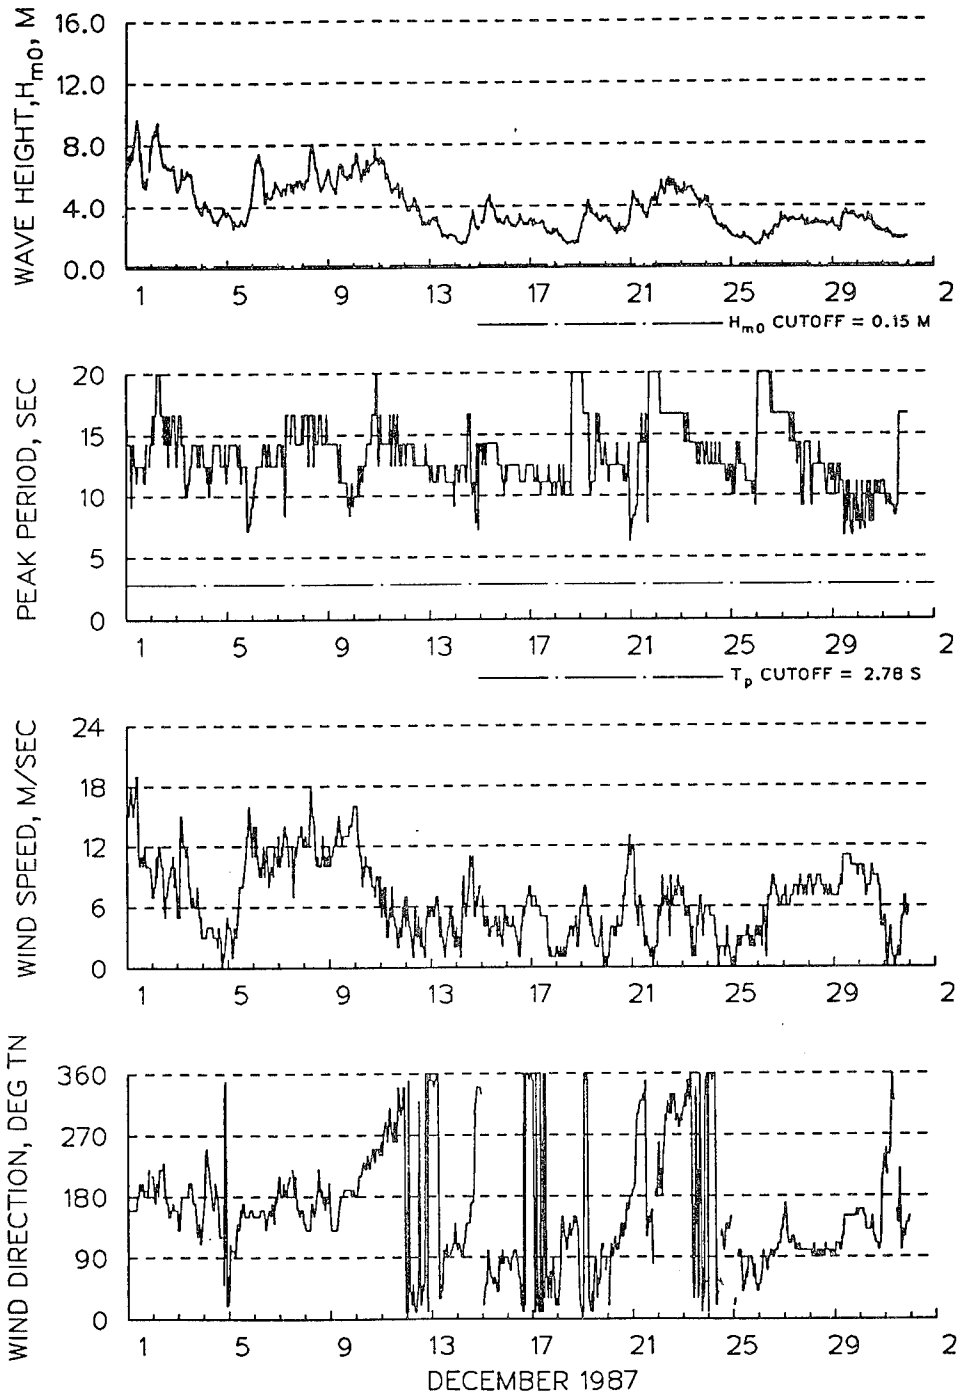 WAVE HEIGHT, Hm0, M
16.0
12.0
8.0
4.0
0.0
1 5 9 13 17 21 25 29 2
Hm0 CUTOFF = 0.15 M
PEAK PERIOD, SEC
20
15
10
5
0
1 5 9 13 17 21 25 29 2
Tp CUTOFF = 2.78 S
WIND SPEED, M/SEC
24
18
12
6
0
1 5 9 13 17 21 25 29 2
WIND DIRECTION, DEG TN
360
270
180
90
0
1 5 9 13 17 21 25 29 2
DECEMBER 1987